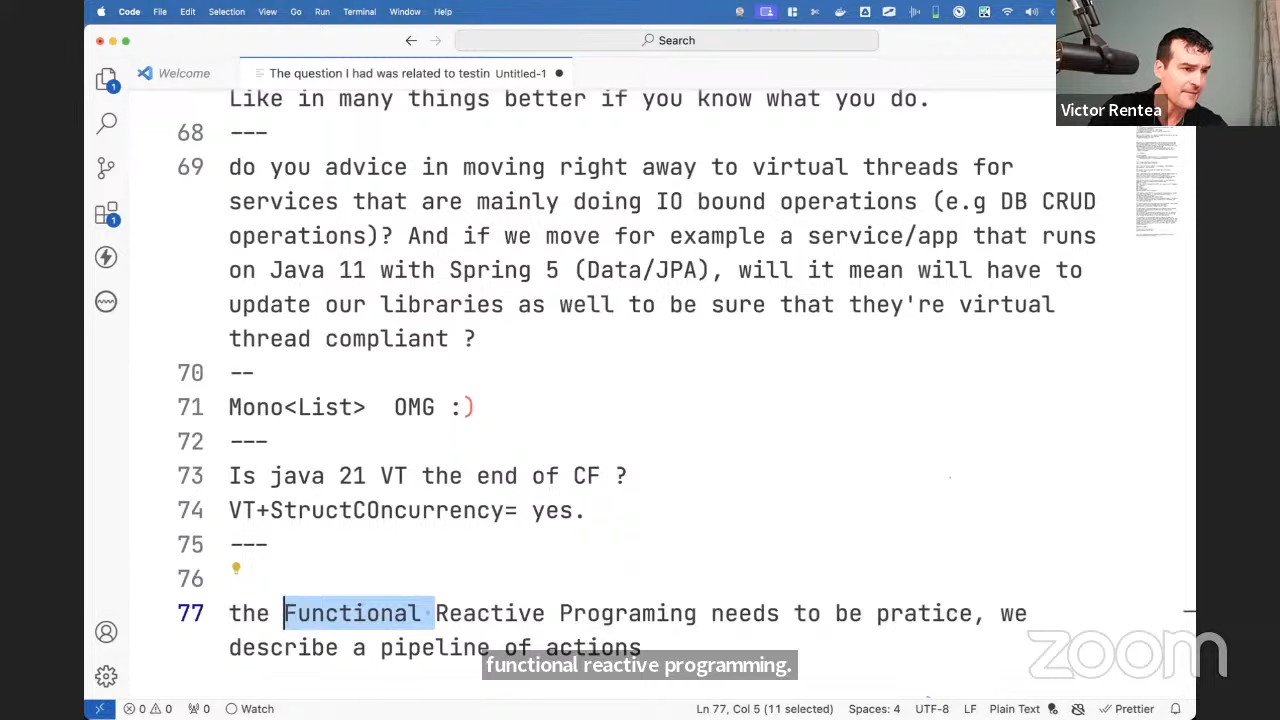 Code File Edit Selection View Go Run Terminal Window Help
Search
Victor Rentea
Welcome
The question I had was related to testin Untitled-1
Like in many things better if you know what you do.
68 ---
69 do you advice in moving right away to virtual threads for
services that are mainly doing IO bound operations (e.g DB CRUD
operations)? And if we move for example a service/app that runs
on Java 11 with Spring 5 (Data/JPA), will it mean will have to
update our libraries as well to be sure that they're virtual
thread compliant ?
70 --
71 Mono<List> OMG :)
72 ---
73 Is java 21 VT the end of CF ?
74 VT+StructCOncurrency= yes.
75 ---
76
77 the Functional Reactive Programing needs to be pratice, we
describe a pipeline of actions
functional reactive programming.
zoom
0 0 0 Watch Ln 77, Col 5 (11 selected) Spaces: 4 UTF-8 LF Plain Text Prettier